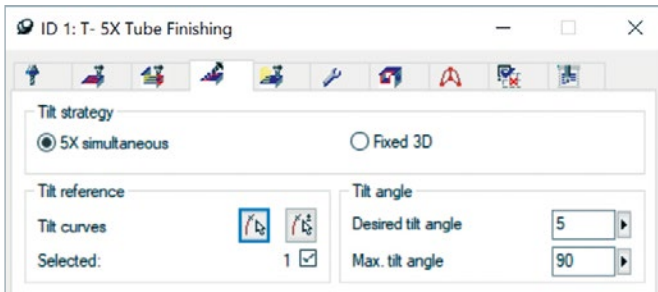 ID 1: T- 5X Tube Finishing
Tilt strategy
5X simultaneous
Fixed 3D
Tilt reference
Tilt curves
Selected: 1
Tilt angle
Desired tilt angle 5
Max. tilt angle 90